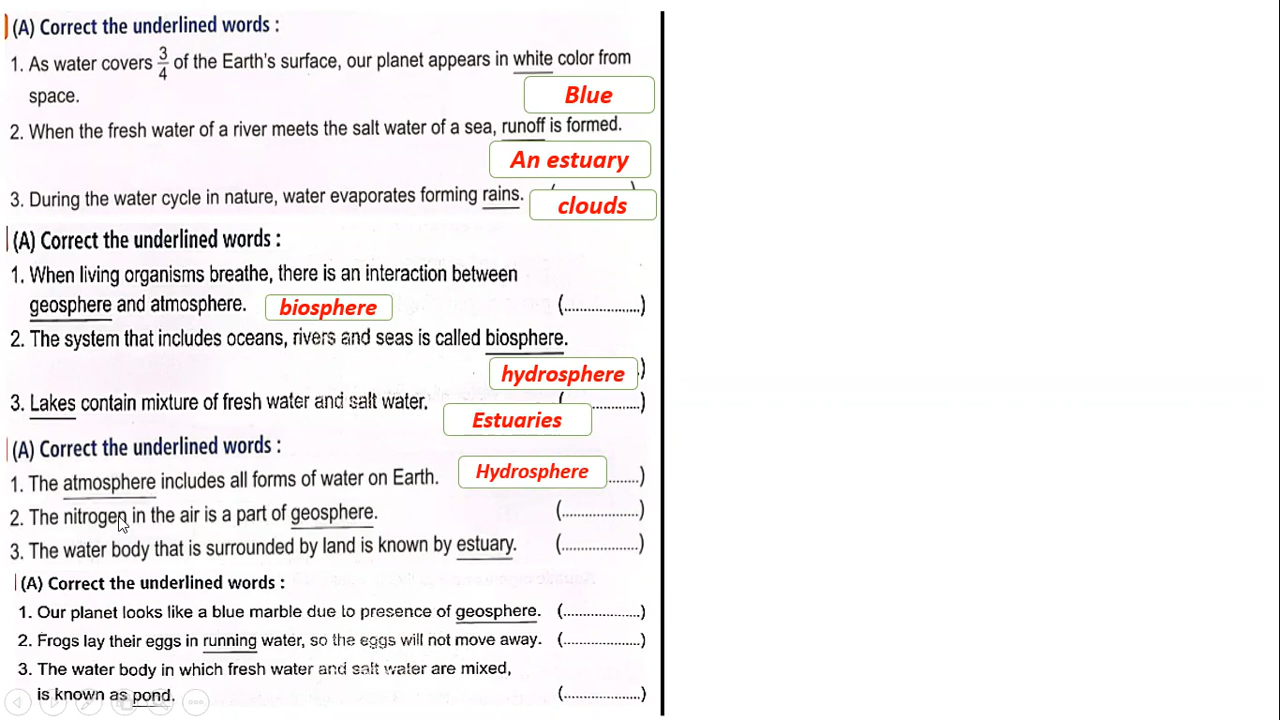 (A) Correct the underlined words :
1. As water covers 3/4 of the Earth's surface, our planet appears in white color from
space.
Blue
2. When the fresh water of a river meets the salt water of a sea, runoff is formed.
An estuary
3. During the water cycle in nature, water evaporates forming rains.
clouds
(A) Correct the underlined words :
1. When living organisms breathe, there is an interaction between
geosphere and atmosphere. biosphere (..................)
2. The system that includes oceans, rivers and seas is called biosphere.
hydrosphere .)
3. Lakes contain mixture of fresh water and salt water. (...........)
Estuaries
(A) Correct the underlined words :
1. The atmosphere includes all forms of water on Earth. Hydrosphere .......)
2. The nitrogen in the air is a part of geosphere. (..................)
3. The water body that is surrounded by land is known by estuary. (..................)
(A) Correct the underlined words :
1. Our planet looks like a blue marble due to presence of geosphere. (...................)
2. Frogs lay their eggs in running water, so the eggs will not move away. (...................)
3. The water body in which fresh water and salt water are mixed,
is known as pond. (...................)